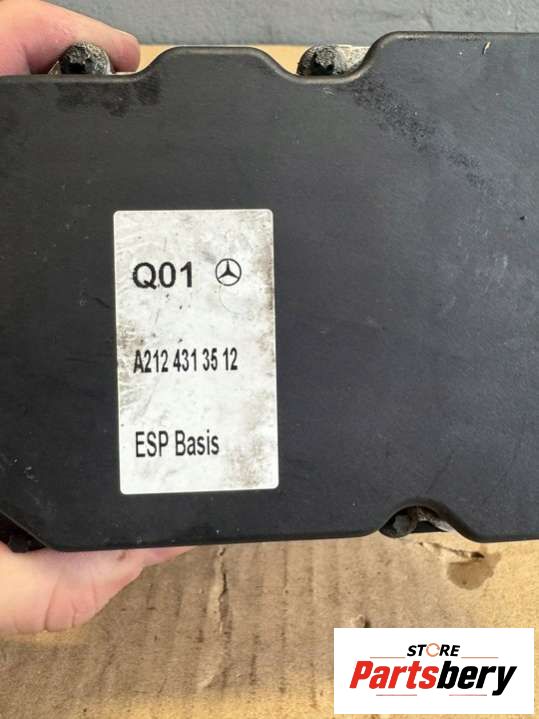 Q01
A212 431 35 12
ESP Basis
STORE
Partsbery